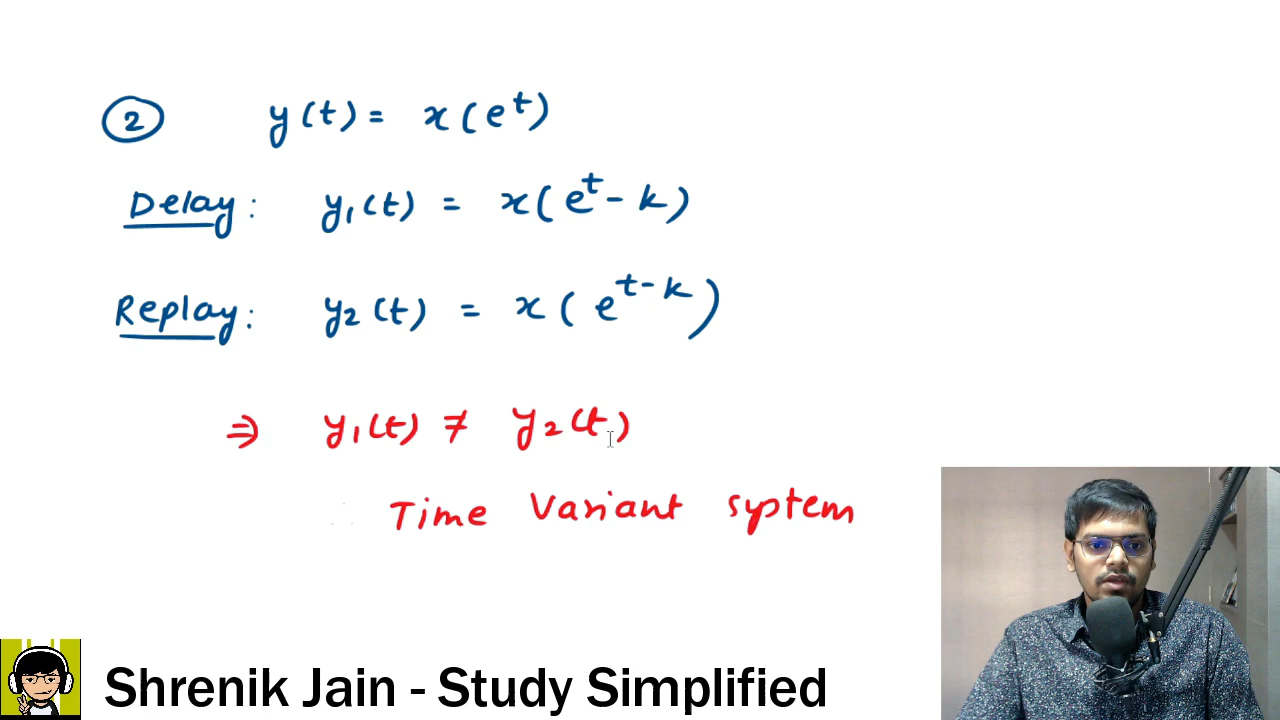 2 y(t) = x(e^t)
Delay: y₁(t) = x(e^t - k)
Replay: y₂(t) = x(e^{t-k})
⇒ y₁(t) ≠ y₂(t)
∴ Time Variant system
Shrenik Jain - Study Simplified